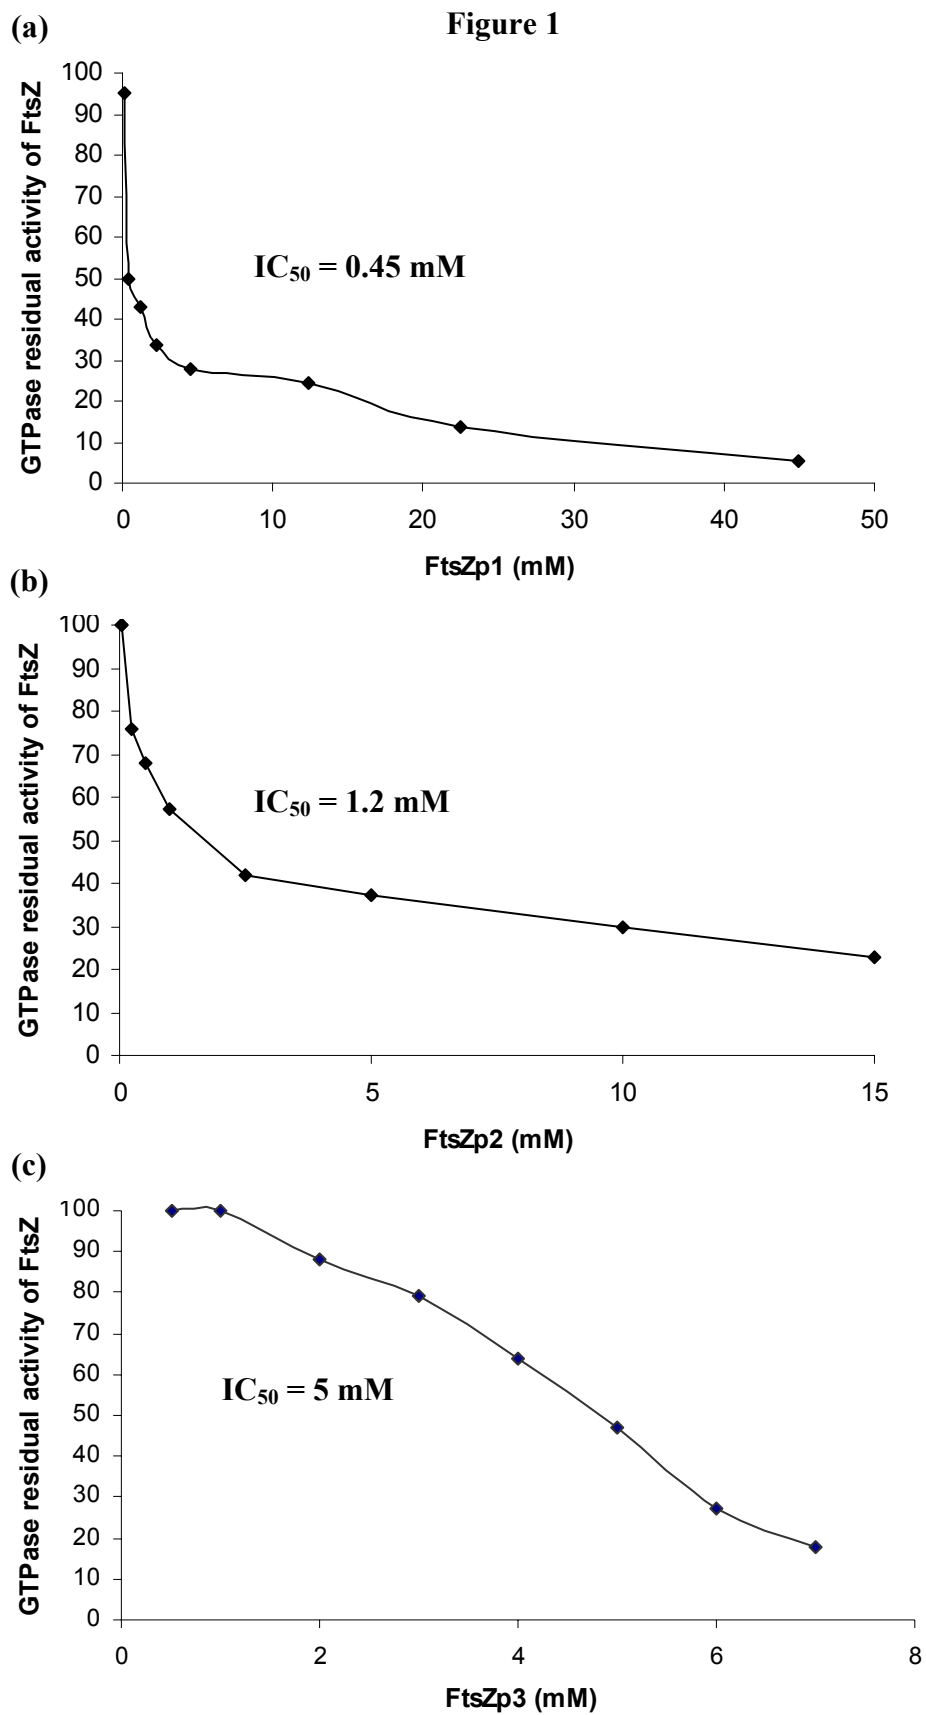 (a)
Figure 1
GTPase residual activity of FtsZ
100
90
80
70
60
50
40
30
20
10
0
IC50 = 0.45 mM
0 10 20 30 40 50
FtsZp1 (mM)
(b)
GTPase residual activity of FtsZ
100
90
80
70
60
50
40
30
20
10
0
IC50 = 1.2 mM
0 5 10 15
FtsZp2 (mM)
(c)
GTPase residual activity of FtsZ
100
90
80
70
60
50
40
30
20
10
0
IC50 = 5 mM
0 2 4 6 8
FtsZp3 (mM)